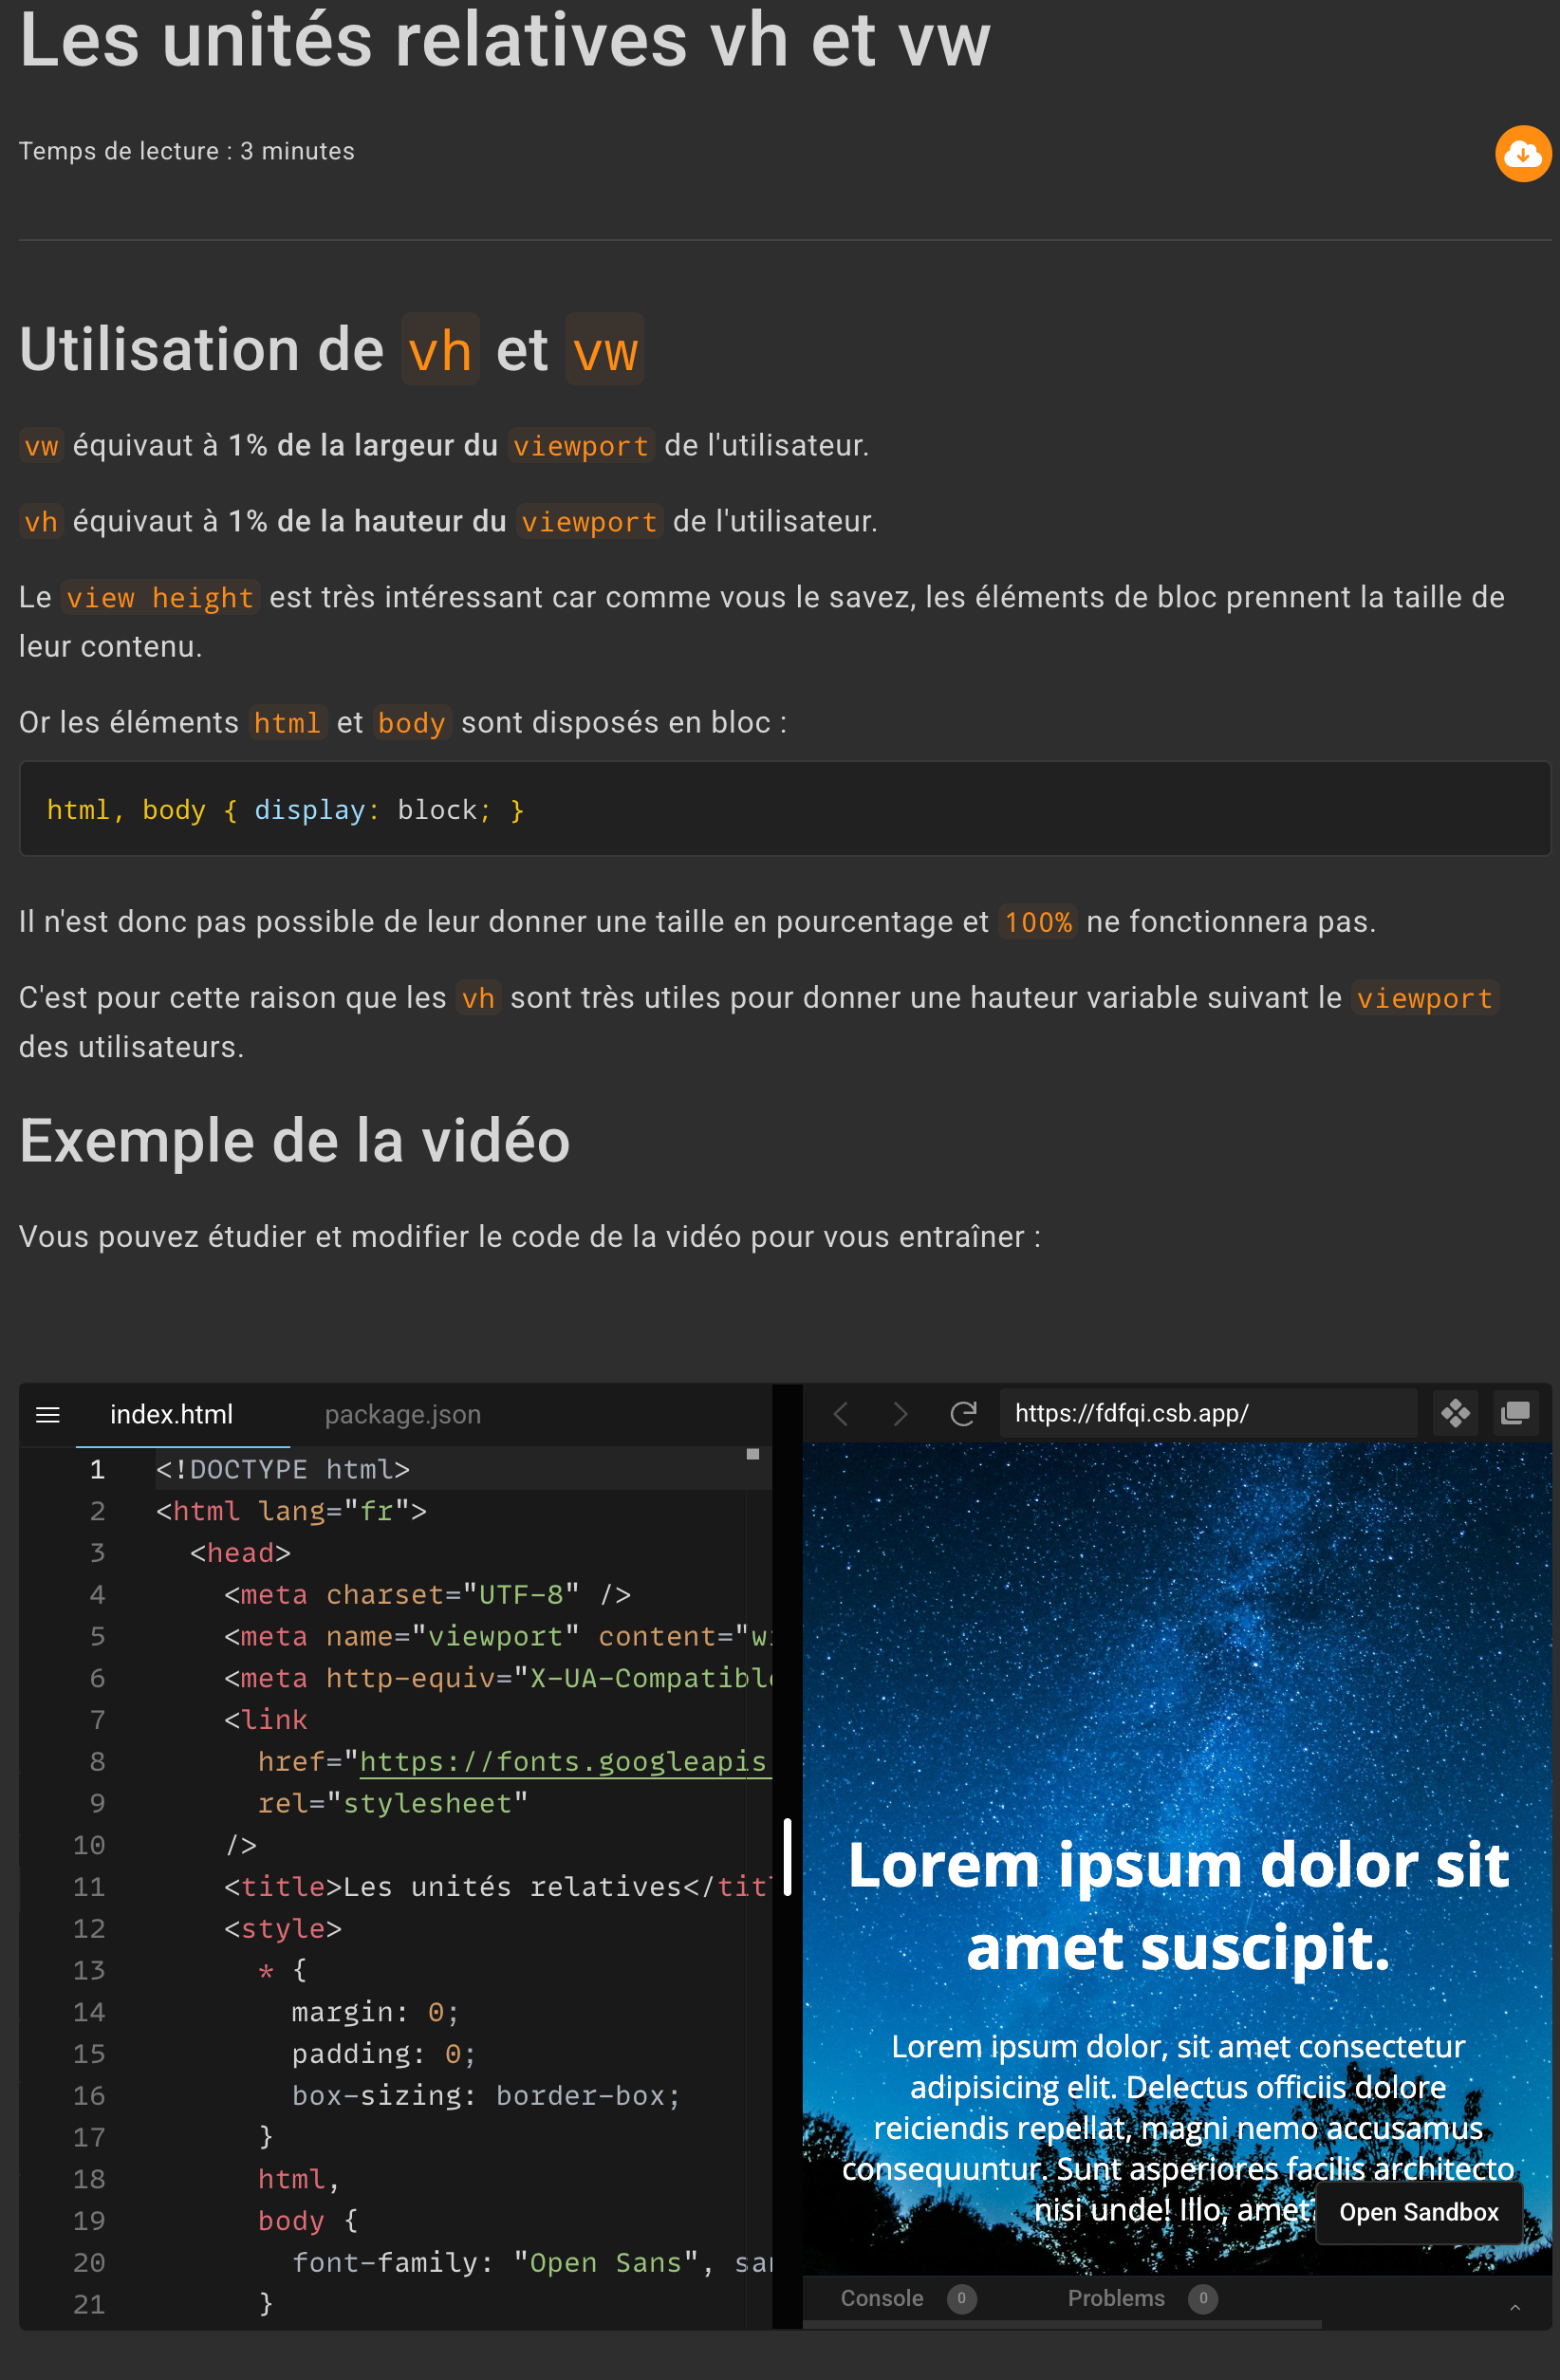 Les unités relatives vh et vw
Temps de lecture : 3 minutes
Utilisation de vh et vw
vw équivaut à 1% de la largeur du viewport de l'utilisateur.
vh équivaut à 1% de la hauteur du viewport de l'utilisateur.
Le view height est très intéressant car comme vous le savez, les éléments de bloc prennent la taille de
leur contenu.
Or les éléments html et body sont disposés en bloc :
html, body { display: block; }
Il n'est donc pas possible de leur donner une taille en pourcentage et 100% ne fonctionnera pas.
C'est pour cette raison que les vh sont très utiles pour donner une hauteur variable suivant le viewport
des utilisateurs.
Exemple de la vidéo
Vous pouvez étudier et modifier le code de la vidéo pour vous entraîner :
index.html package.json
1 <!DOCTYPE html>
2 <html lang="fr">
3 <head>
4 <meta charset="UTF-8" />
5 <meta name="viewport" content="wi
6 <meta http-equiv="X-UA-Compatible
7 <link
8 href="https://fonts.googleapis.
9 rel="stylesheet"
10 />
11 <title>Les unités relatives</titl
12 <style>
13 * {
14 margin: 0;
15 padding: 0;
16 box-sizing: border-box;
17 }
18 html,
19 body {
20 font-family: "Open Sans", san
21 }
https://fdfqi.csb.app/
Lorem ipsum dolor sit
amet suscipit.
Lorem ipsum dolor, sit amet consectetur
adipisicing elit. Delectus officiis dolore
reiciendis repellat, magni nemo accusamus
consequuntur. Sunt asperiores facilis architecto
nisi unde! Illo, amet?
Open Sandbox
Console 0 Problems 0